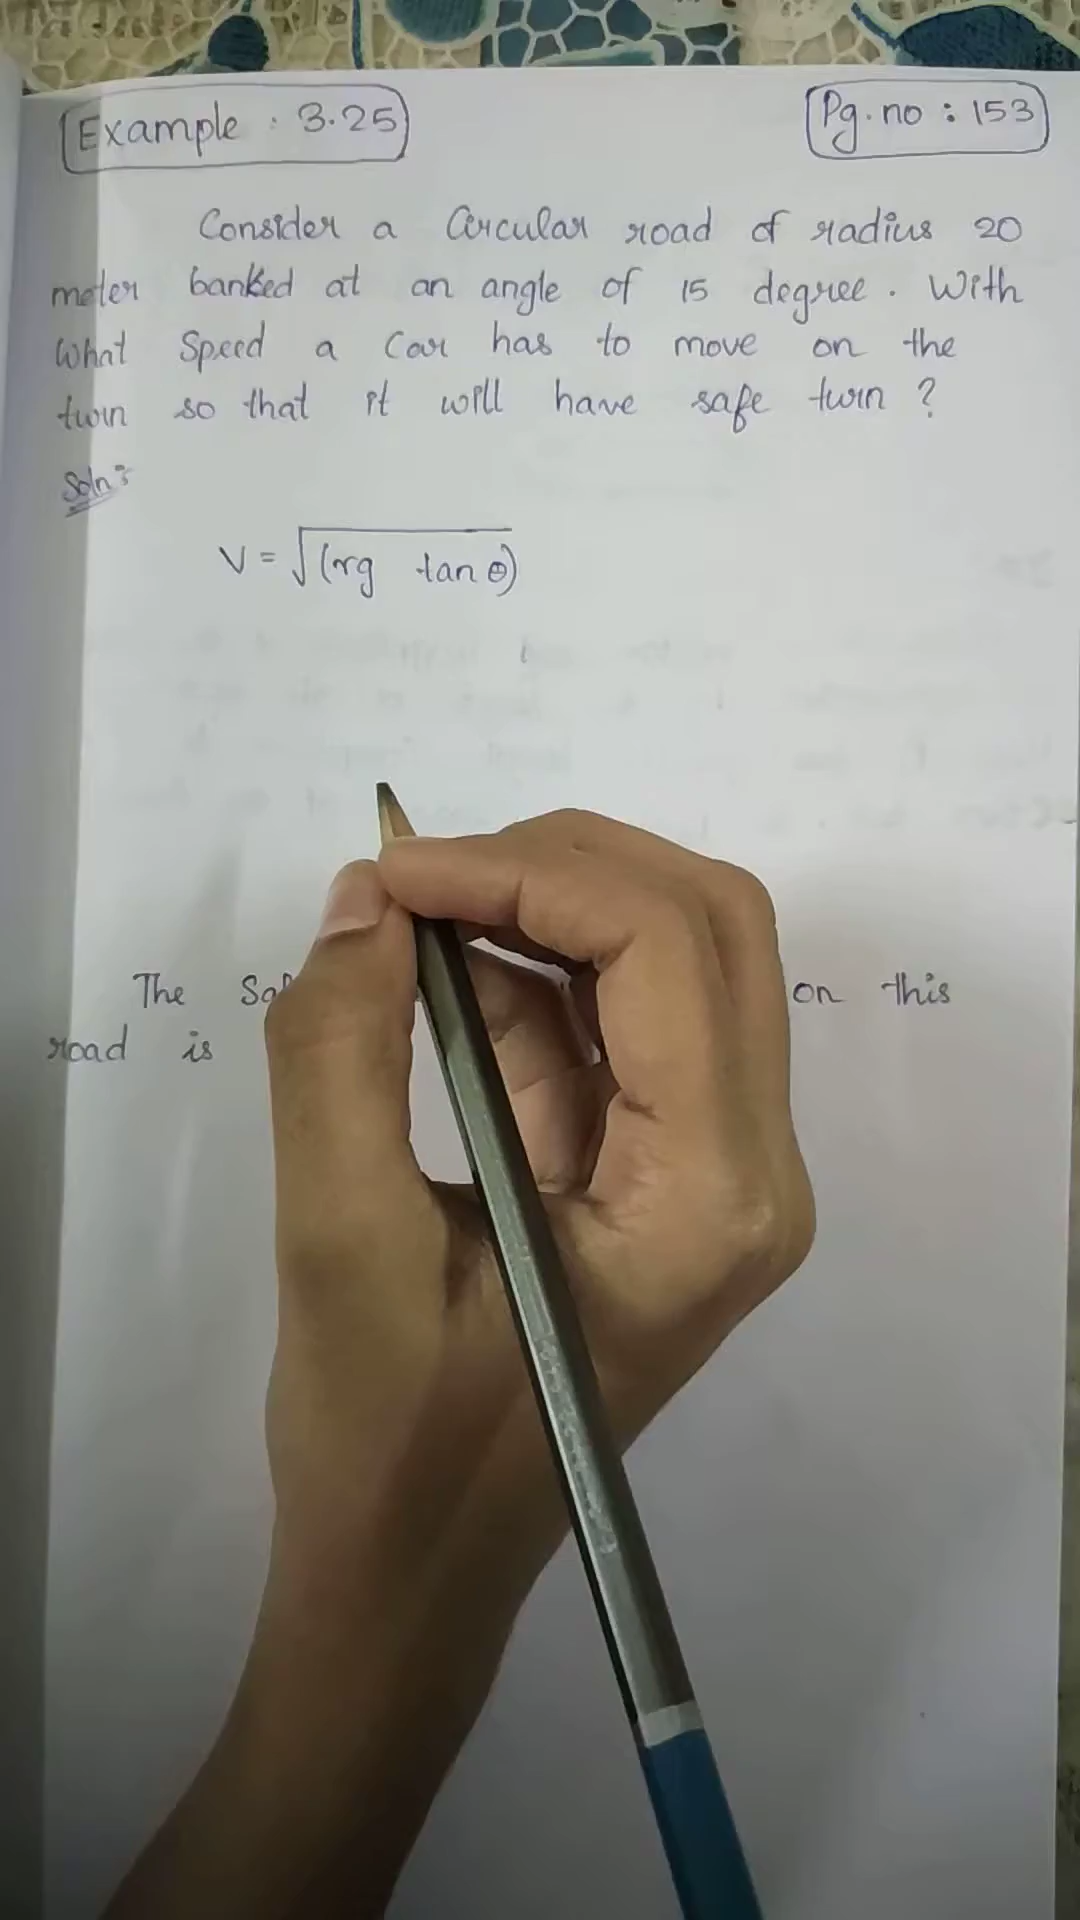 Example : 3.25
Pg.no : 153
Consider a Circular road of radius 20
meter banked at an angle of 15 degree. With
what Speed a Car has to move on the
turn so that it will have safe turn ?
Soln :
V = √(rg tan θ)
The on this
road is